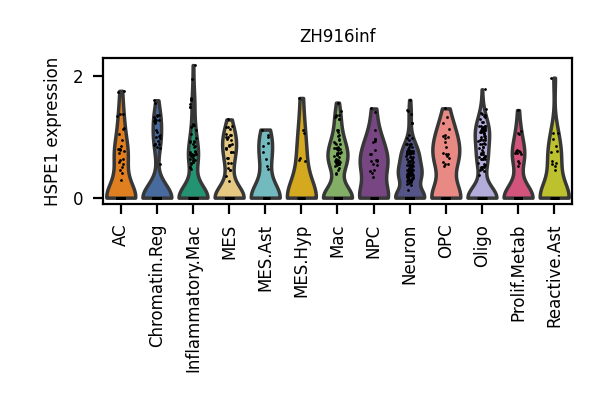 ZH916inf
HSPE1 expression
2
0
AC
Chromatin.Reg
Inflammatory.Mac
MES
MES.Ast
MES.Hyp
Mac
NPC
Neuron
OPC
Oligo
Prolif.Metab
Reactive.Ast